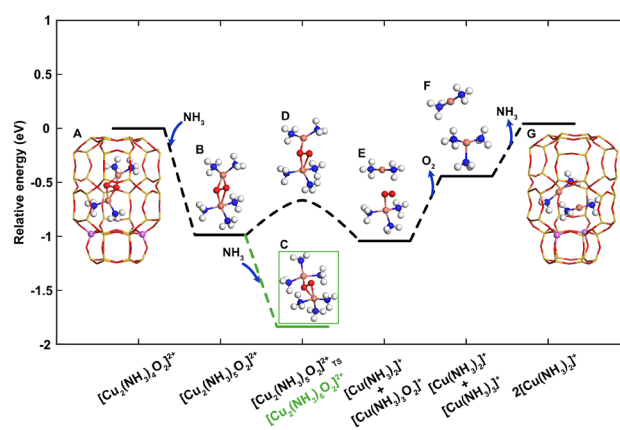 1
0.5
0
-0.5
-1
-1.5
-2
Relative energy (eV)
A
NH₃
B
NH₃
D
C
E
O₂
F
NH₃
G
[Cu₂(NH₃)₄O₂]²⁺
[Cu₂(NH₃)₅O₂]²⁺
[Cu₂(NH₃)₅O₂]²⁺ TS
[Cu₂(NH₃)₆O₂]²⁺
[Cu(NH₃)₂]⁺
+
[Cu(NH₃)₃O₂]⁺
[Cu(NH₃)₂]⁺
+
[Cu(NH₃)₃]⁺
2[Cu(NH₃)₂]⁺